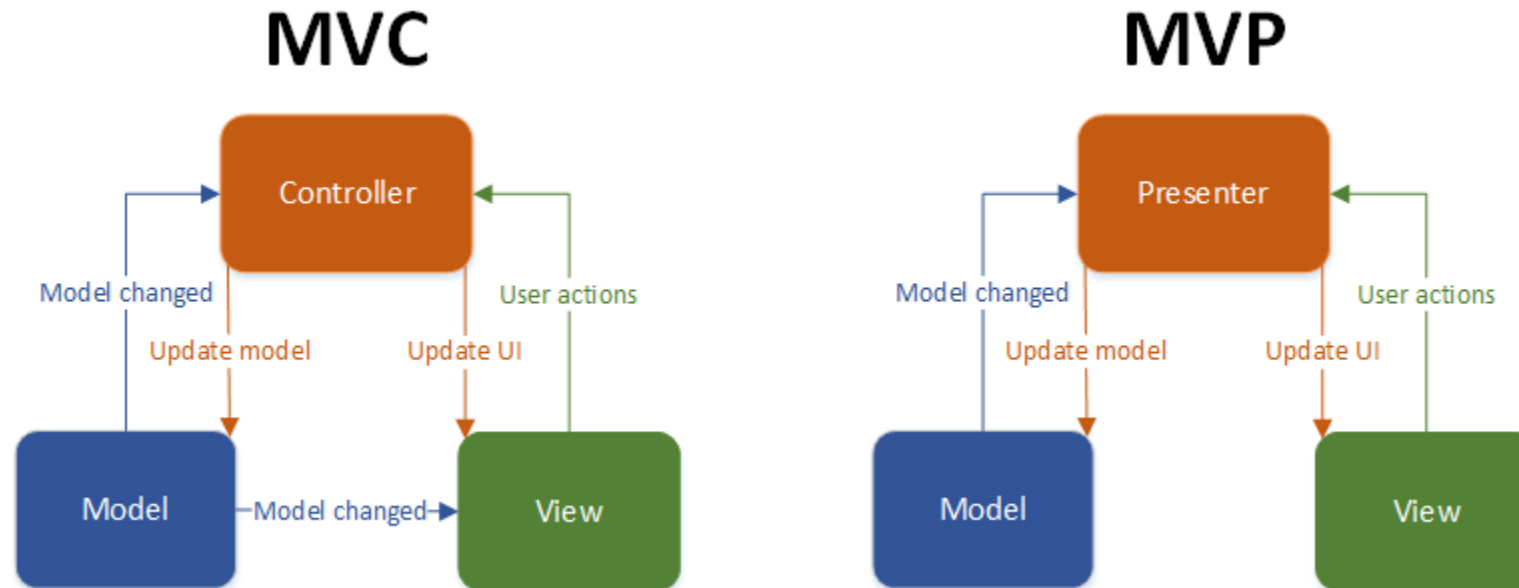 MVC
Controller
Model changed
User actions
Update model
Update UI
Model
Model changed
View
MVP
Presenter
Model changed
User actions
Update model
Update UI
Model
View